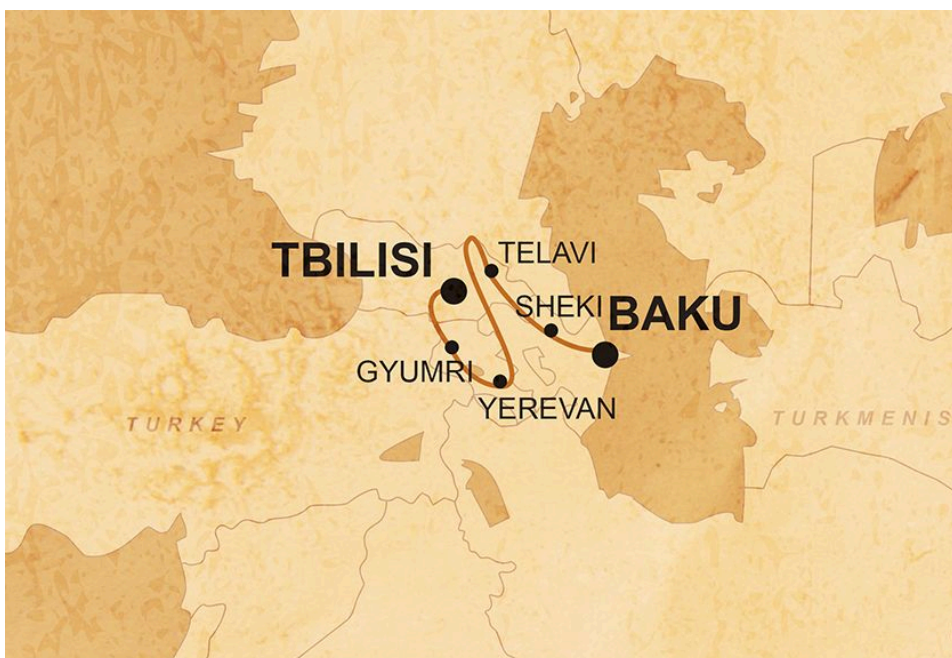 TELAVI
TBILISI
SHEKI
BAKU
GYUMRI
YEREVAN
TURKEY
TURKMENIS